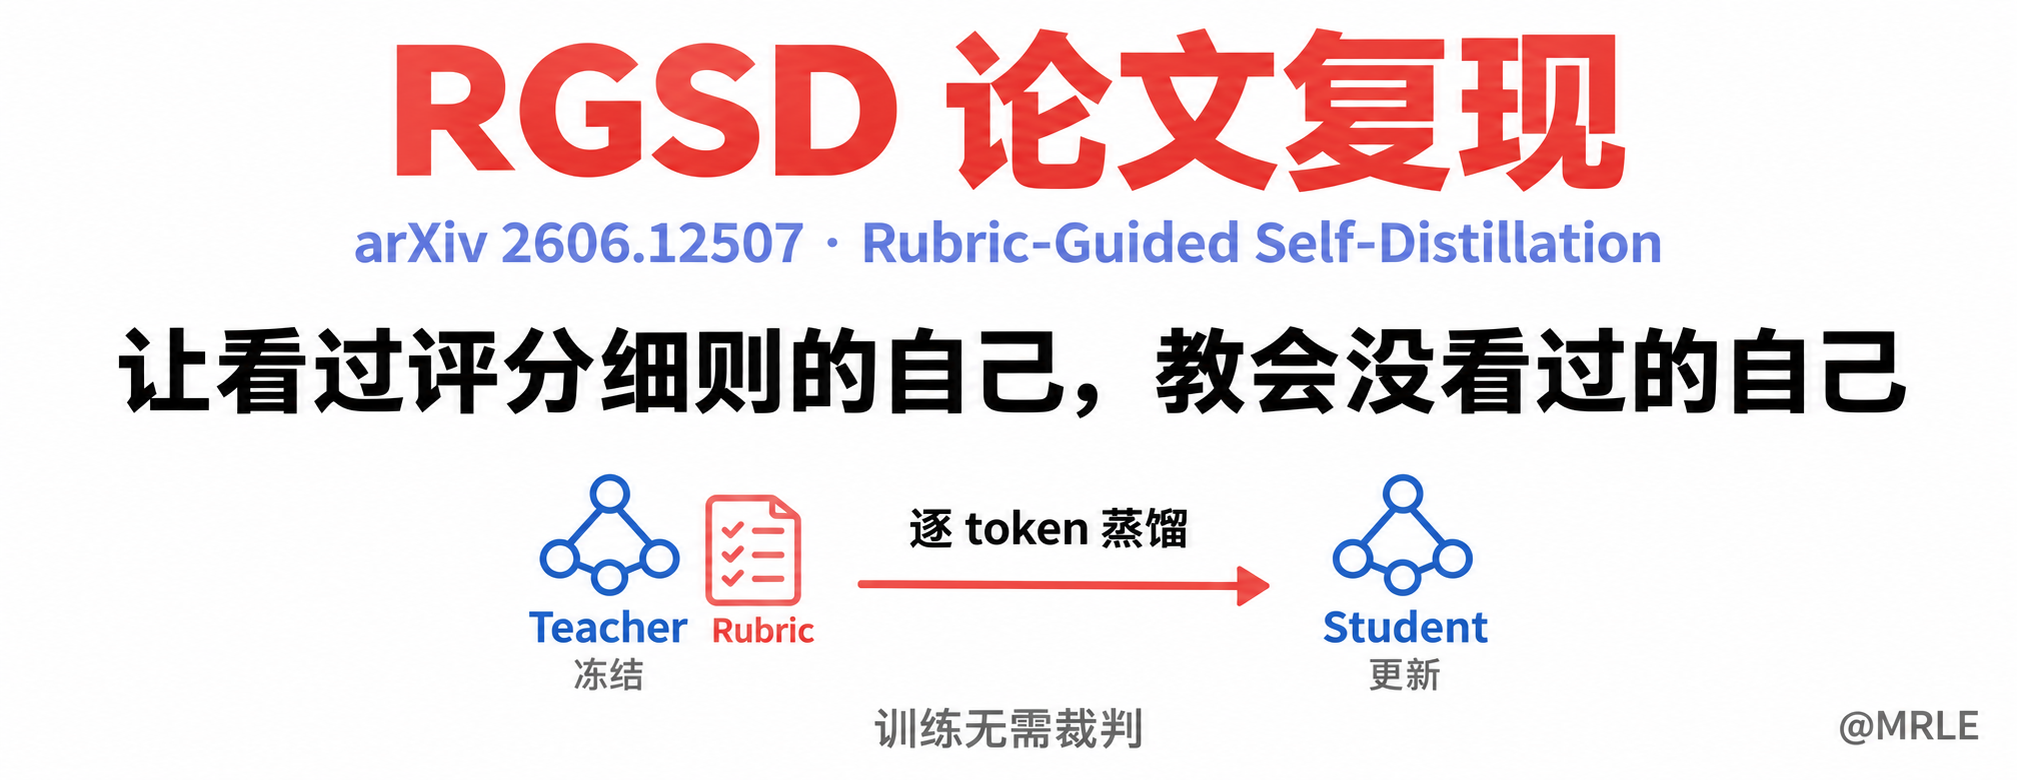 RGSD 论文复现
arXiv 2606.12507 · Rubric-Guided Self-Distillation
让看过评分细则的自己，教会没看过的自己
逐 token 蒸馏
Teacher
Rubric
Student
冻结
更新
训练无需裁判
@MRLE